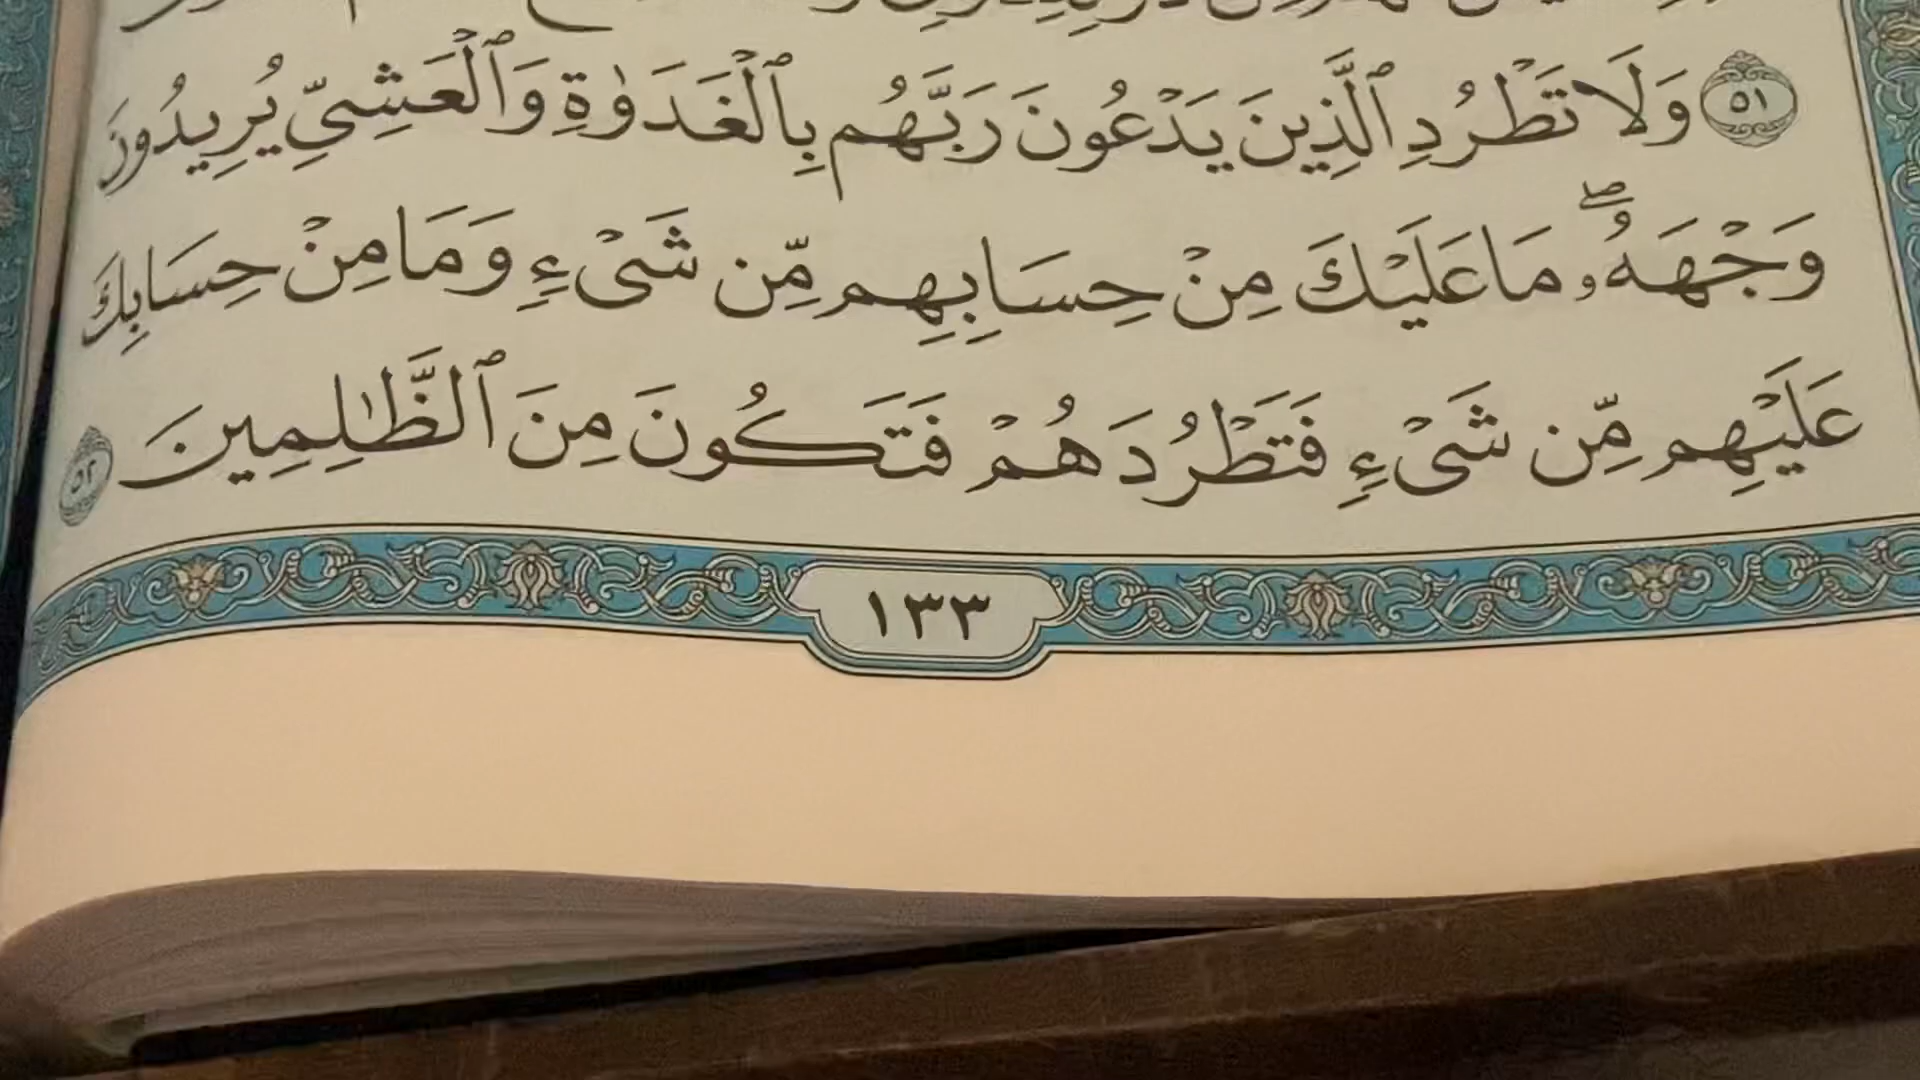 ٥١ وَلَا تَطْرُدِ ٱلَّذِينَ يَدْعُونَ رَبَّهُم بِٱلْغَدَوٰةِ وَٱلْعَشِىِّ يُرِيدُونَ
وَجْهَهُۥ ۖ مَا عَلَيْكَ مِنْ حِسَابِهِم مِّن شَىْءٍ وَمَا مِنْ حِسَابِكَ
عَلَيْهِم مِّن شَىْءٍ فَتَطْرُدَهُمْ فَتَكُونَ مِنَ ٱلظَّـٰلِمِينَ ٥٢
١٣٣